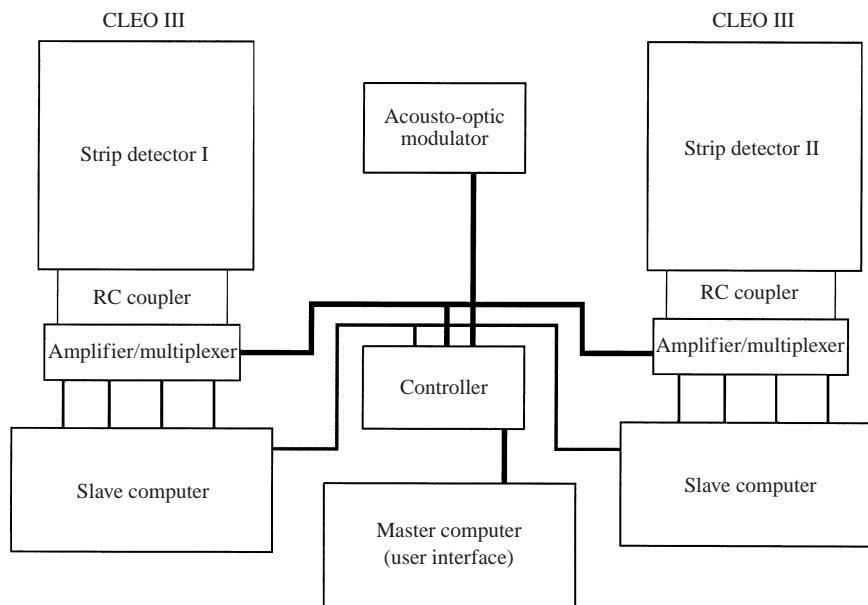 CLEO III
CLEO III
Strip detector I
Acousto-optic
modulator
Strip detector II
RC coupler
RC coupler
Amplifier/multiplexer
Amplifier/multiplexer
Controller
Slave computer
Slave computer
Master computer
(user interface)